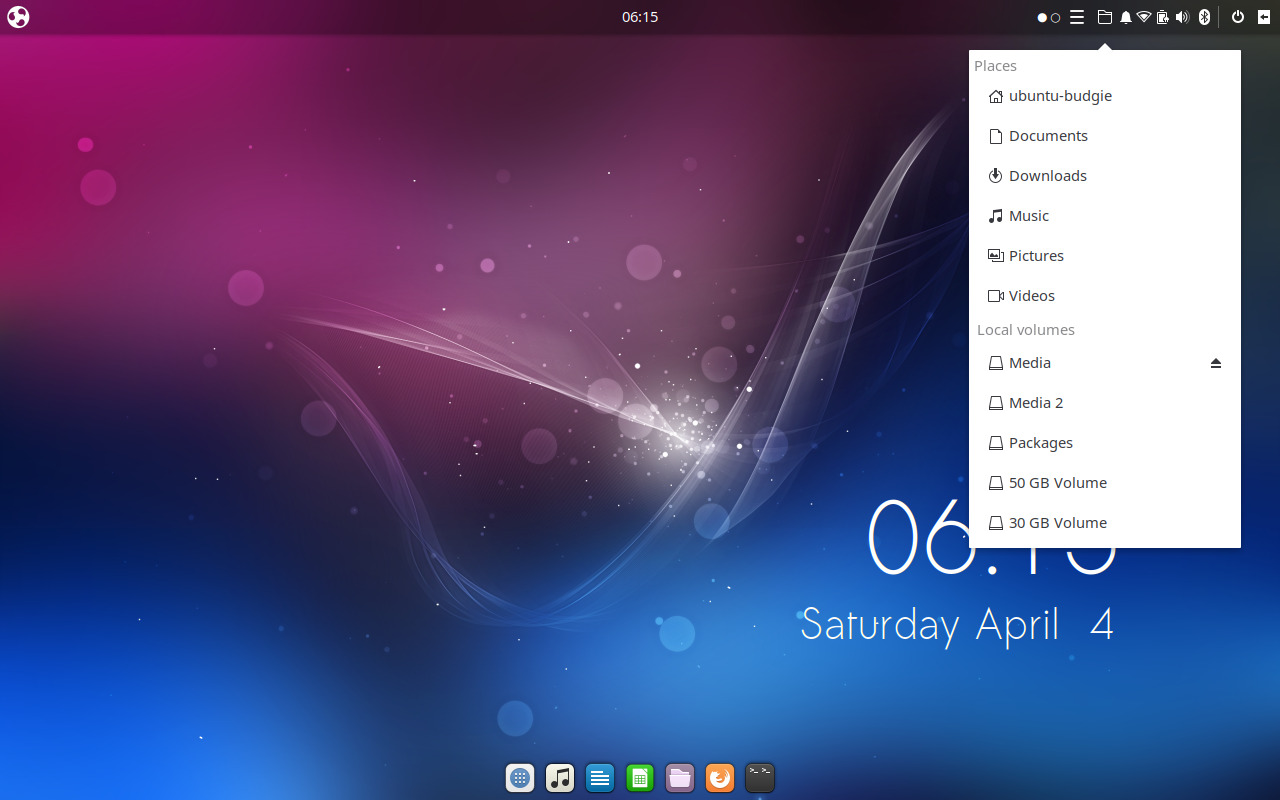 06:15
Places
ubuntu-budgie
Documents
Downloads
Music
Pictures
Videos
Local volumes
Media
Media 2
Packages
50 GB Volume
30 GB Volume
06:15
Saturday April 4
>_ >_